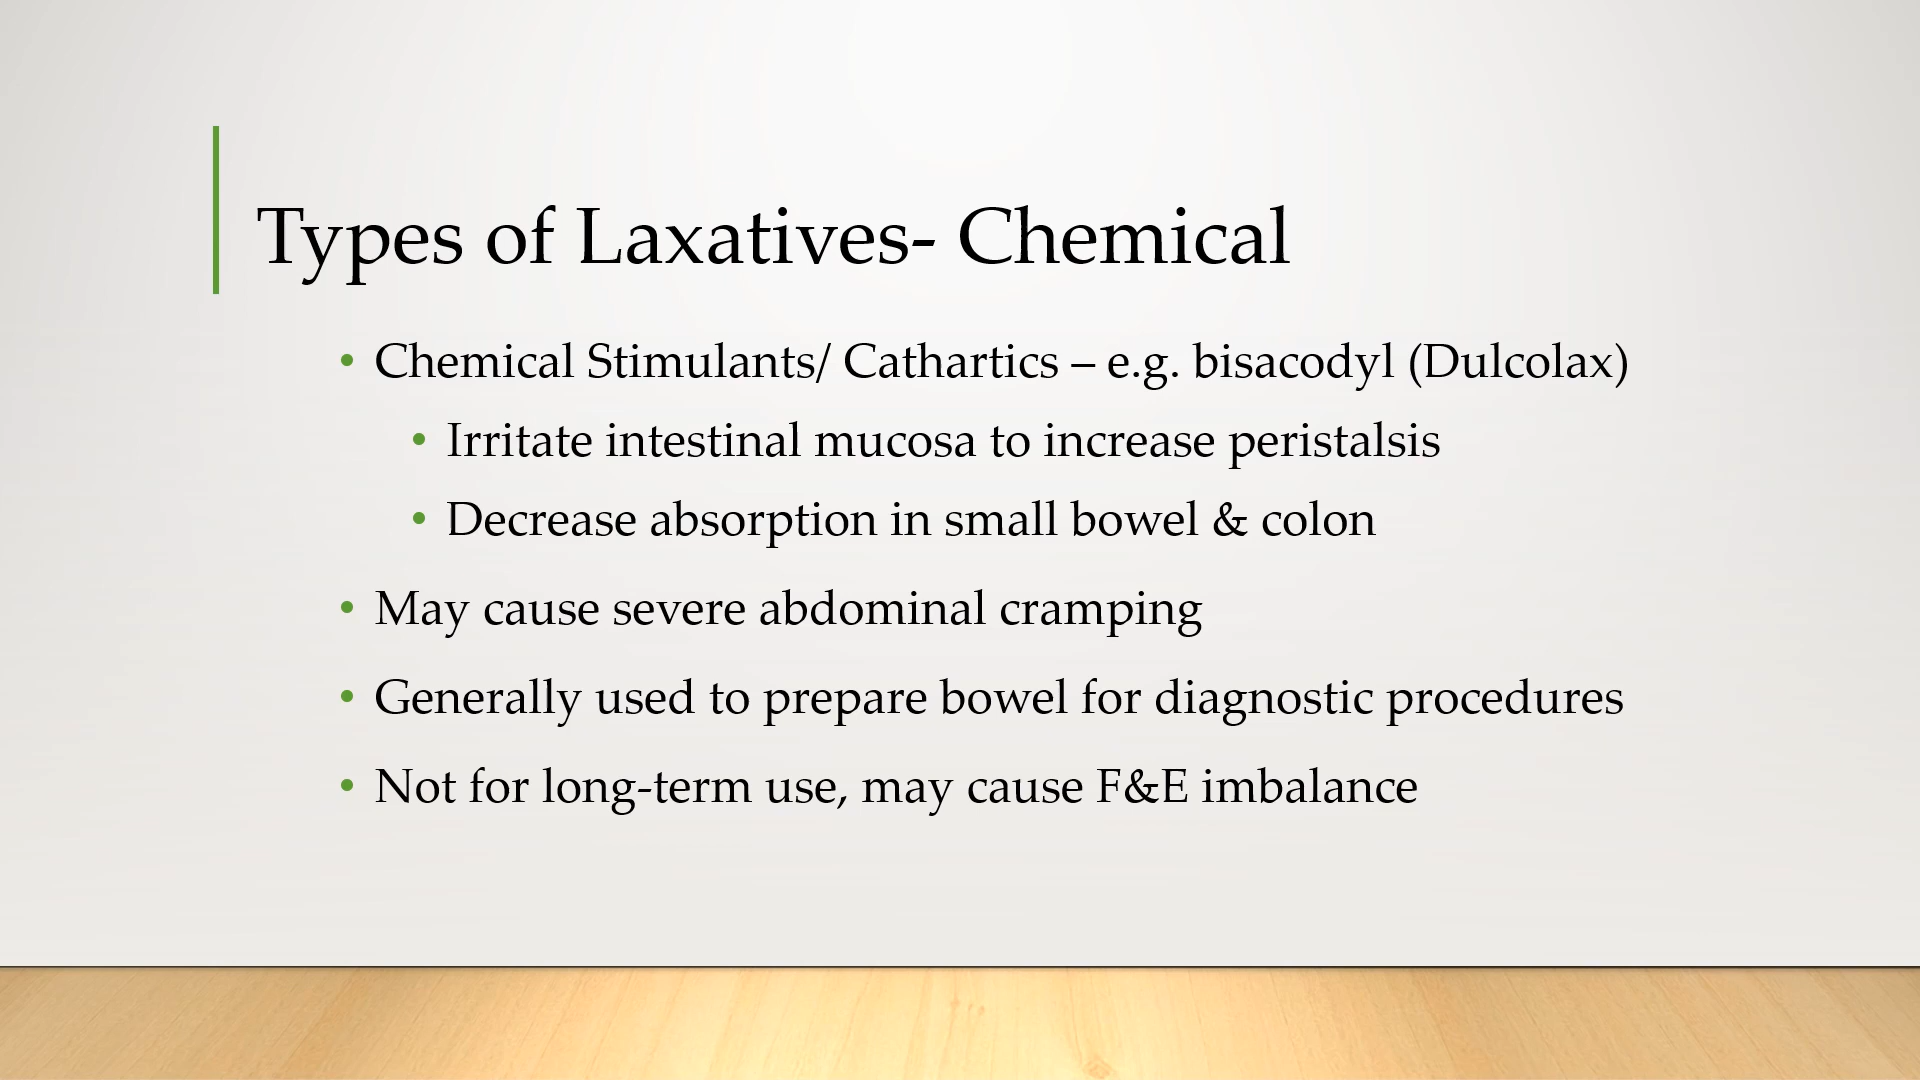 Types of Laxatives- Chemical
• Chemical Stimulants/ Cathartics – e.g. bisacodyl (Dulcolax)
• Irritate intestinal mucosa to increase peristalsis
• Decrease absorption in small bowel & colon
• May cause severe abdominal cramping
• Generally used to prepare bowel for diagnostic procedures
• Not for long-term use, may cause F&E imbalance